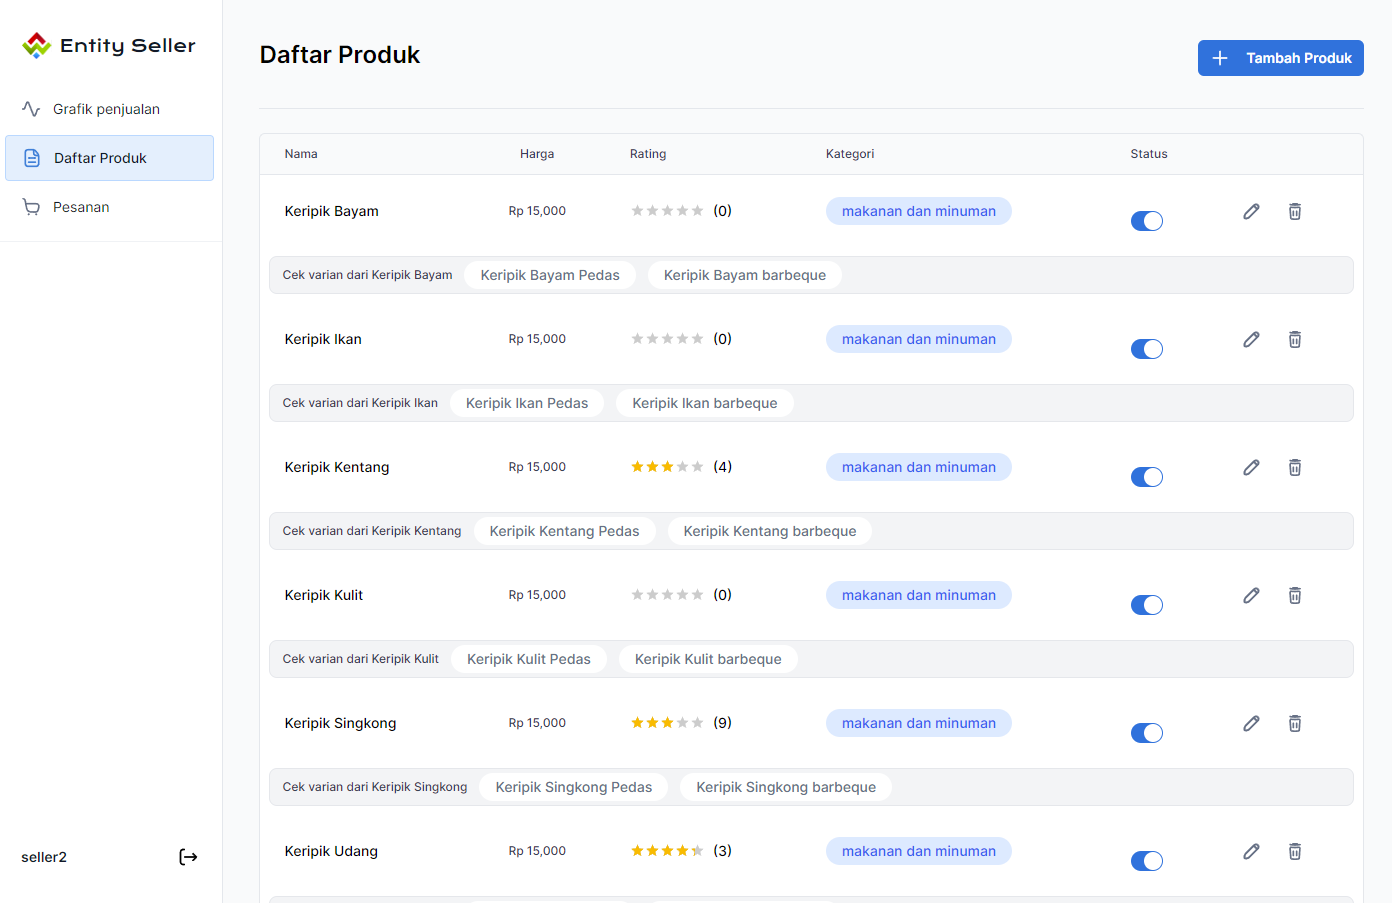 Entity Seller
Grafik penjualan
Daftar Produk
Pesanan
seller2
Daftar Produk
Tambah Produk
Nama Harga Rating Kategori Status
Keripik Bayam Rp 15,000 (0) makanan dan minuman
Cek varian dari Keripik Bayam Keripik Bayam Pedas Keripik Bayam barbeque
Keripik Ikan Rp 15,000 (0) makanan dan minuman
Cek varian dari Keripik Ikan Keripik Ikan Pedas Keripik Ikan barbeque
Keripik Kentang Rp 15,000 (4) makanan dan minuman
Cek varian dari Keripik Kentang Keripik Kentang Pedas Keripik Kentang barbeque
Keripik Kulit Rp 15,000 (0) makanan dan minuman
Cek varian dari Keripik Kulit Keripik Kulit Pedas Keripik Kulit barbeque
Keripik Singkong Rp 15,000 (9) makanan dan minuman
Cek varian dari Keripik Singkong Keripik Singkong Pedas Keripik Singkong barbeque
Keripik Udang Rp 15,000 (3) makanan dan minuman